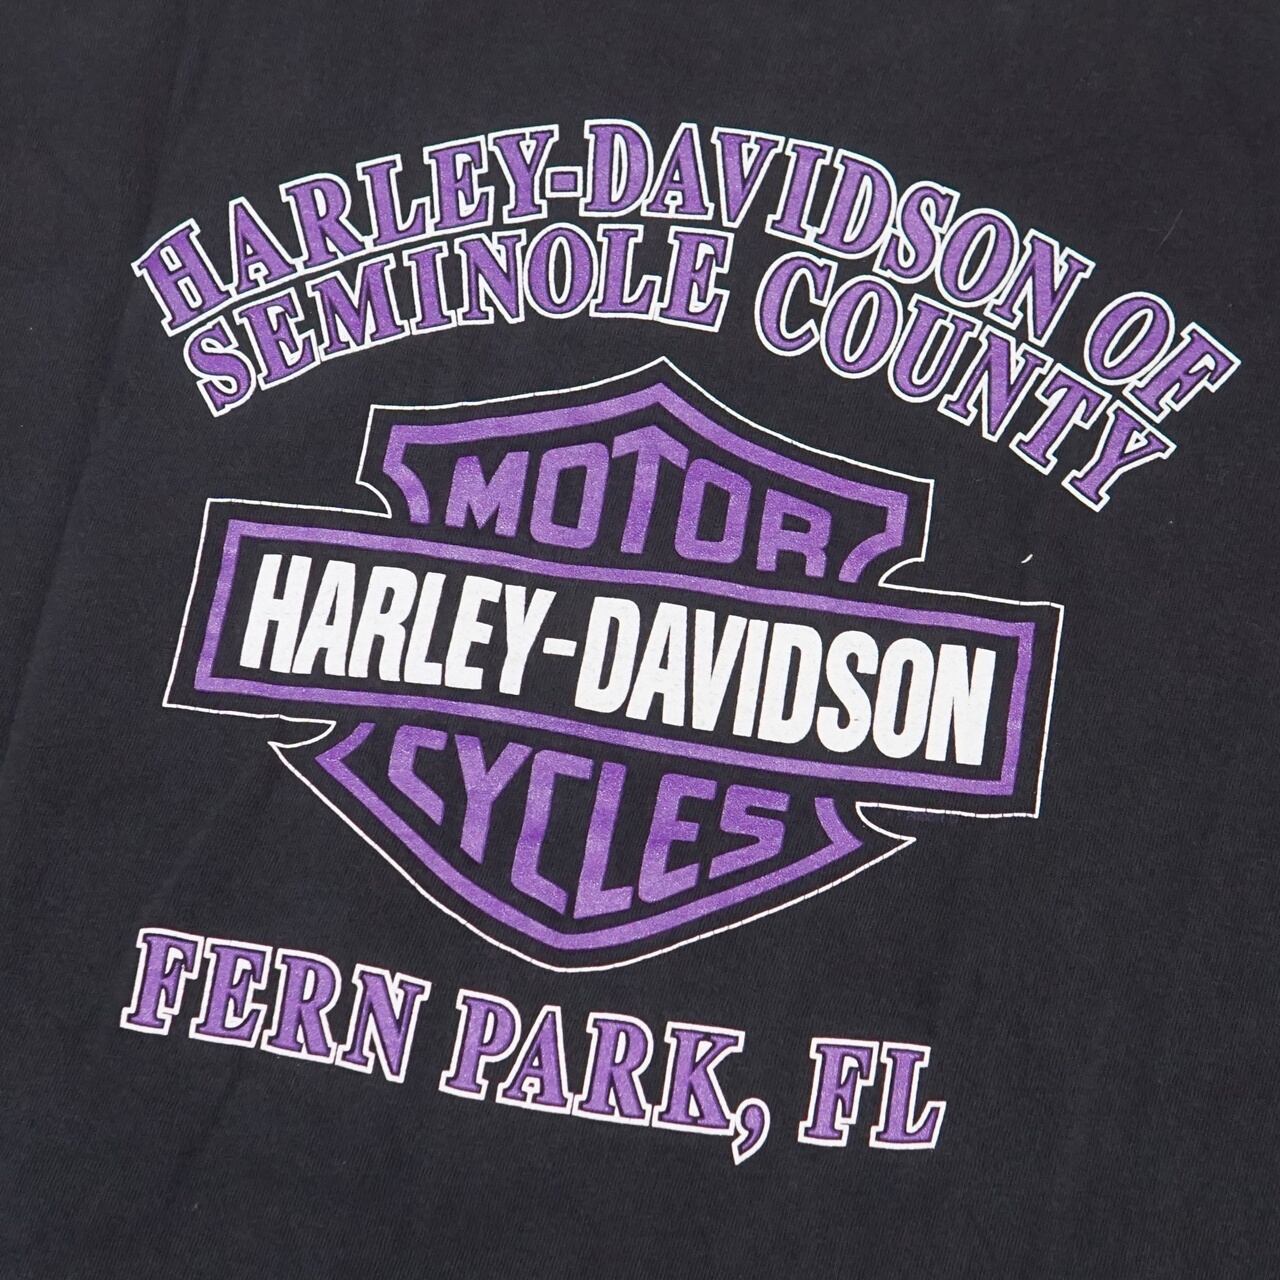 HARLEY-DAVIDSON OF
SEMINOLE COUNTY
MOTOR
HARLEY-DAVIDSON
CYCLES
FERN PARK, FL